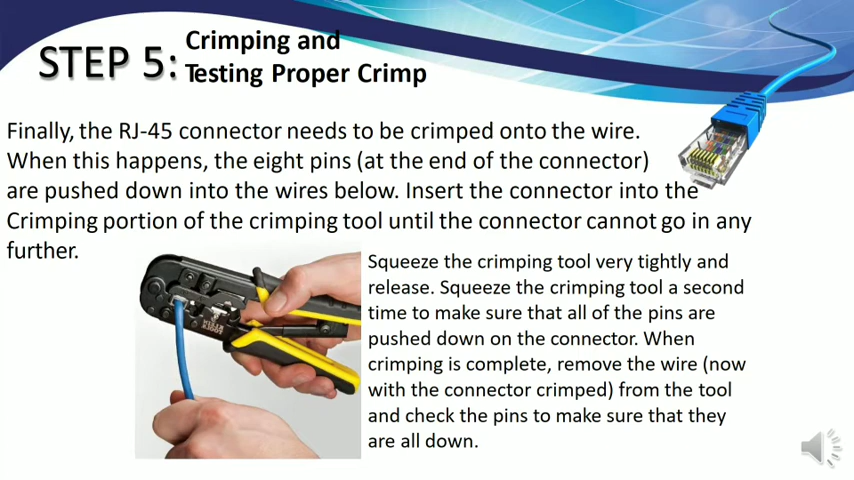 STEP 5:
Crimping and
Testing Proper Crimp
Finally, the RJ-45 connector needs to be crimped onto the wire.
When this happens, the eight pins (at the end of the connector)
are pushed down into the wires below. Insert the connector into the
Crimping portion of the crimping tool until the connector cannot go in any
further.
Squeeze the crimping tool very tightly and
release. Squeeze the crimping tool a second
time to make sure that all of the pins are
pushed down on the connector. When
crimping is complete, remove the wire (now
with the connector crimped) from the tool
and check the pins to make sure that they
are all down.